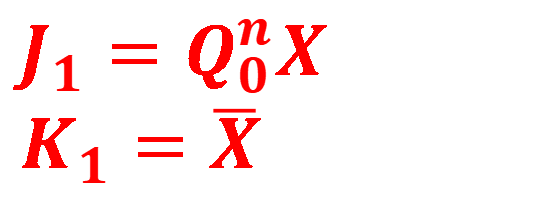 J₁ = Q₀ⁿX
K₁ = X̅